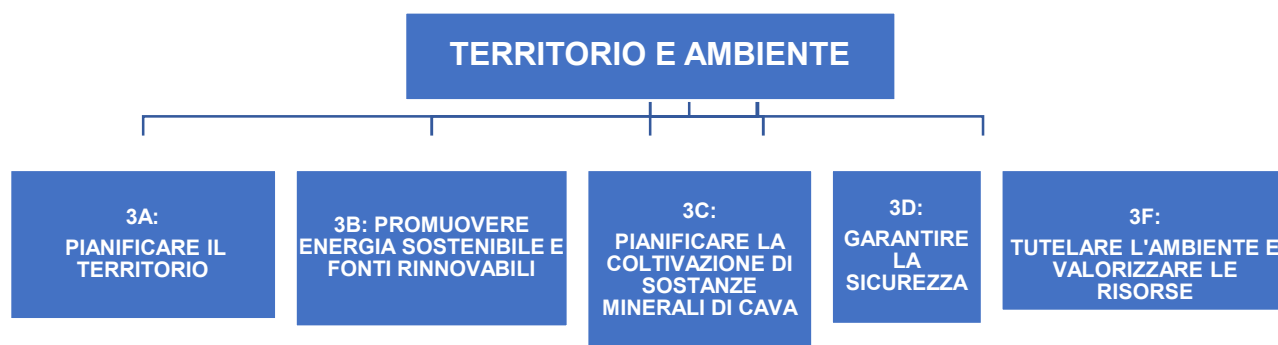 TERRITORIO E AMBIENTE
3A:
PIANIFICARE IL
TERRITORIO
3B: PROMUOVERE
ENERGIA SOSTENIBILE E
FONTI RINNOVABILI
3C:
PIANIFICARE LA
COLTIVAZIONE DI
SOSTANZE
MINERALI DI CAVA
3D:
GARANTIRE
LA
SICUREZZA
3F:
TUTELARE L'AMBIENTE E
VALORIZZARE LE
RISORSE